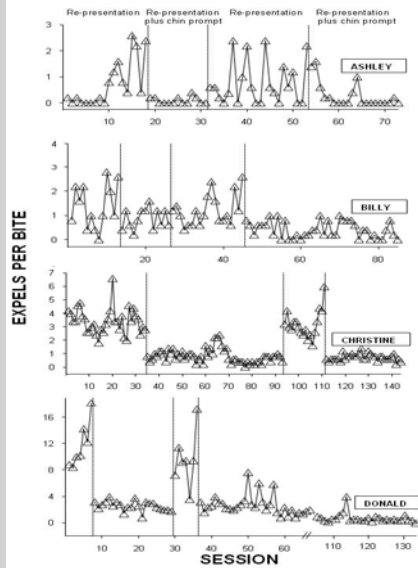 Re-presentation Re-presentation plus chin prompt Re-presentation Re-presentation plus chin prompt
3
2
1
0
ASHLEY
10 20 30 40 50 60 70
4
3
2
1
0
BILLY
20 40 60 80
7
6
5
4
3
2
1
0
CHRISTINE
10 20 30 40 50 60 70 80 90 100 110 120 130 140
16
12
8
4
0
DONALD
10 20 30 40 50 60 110 120 130
SESSION
EXPELS PER BITE